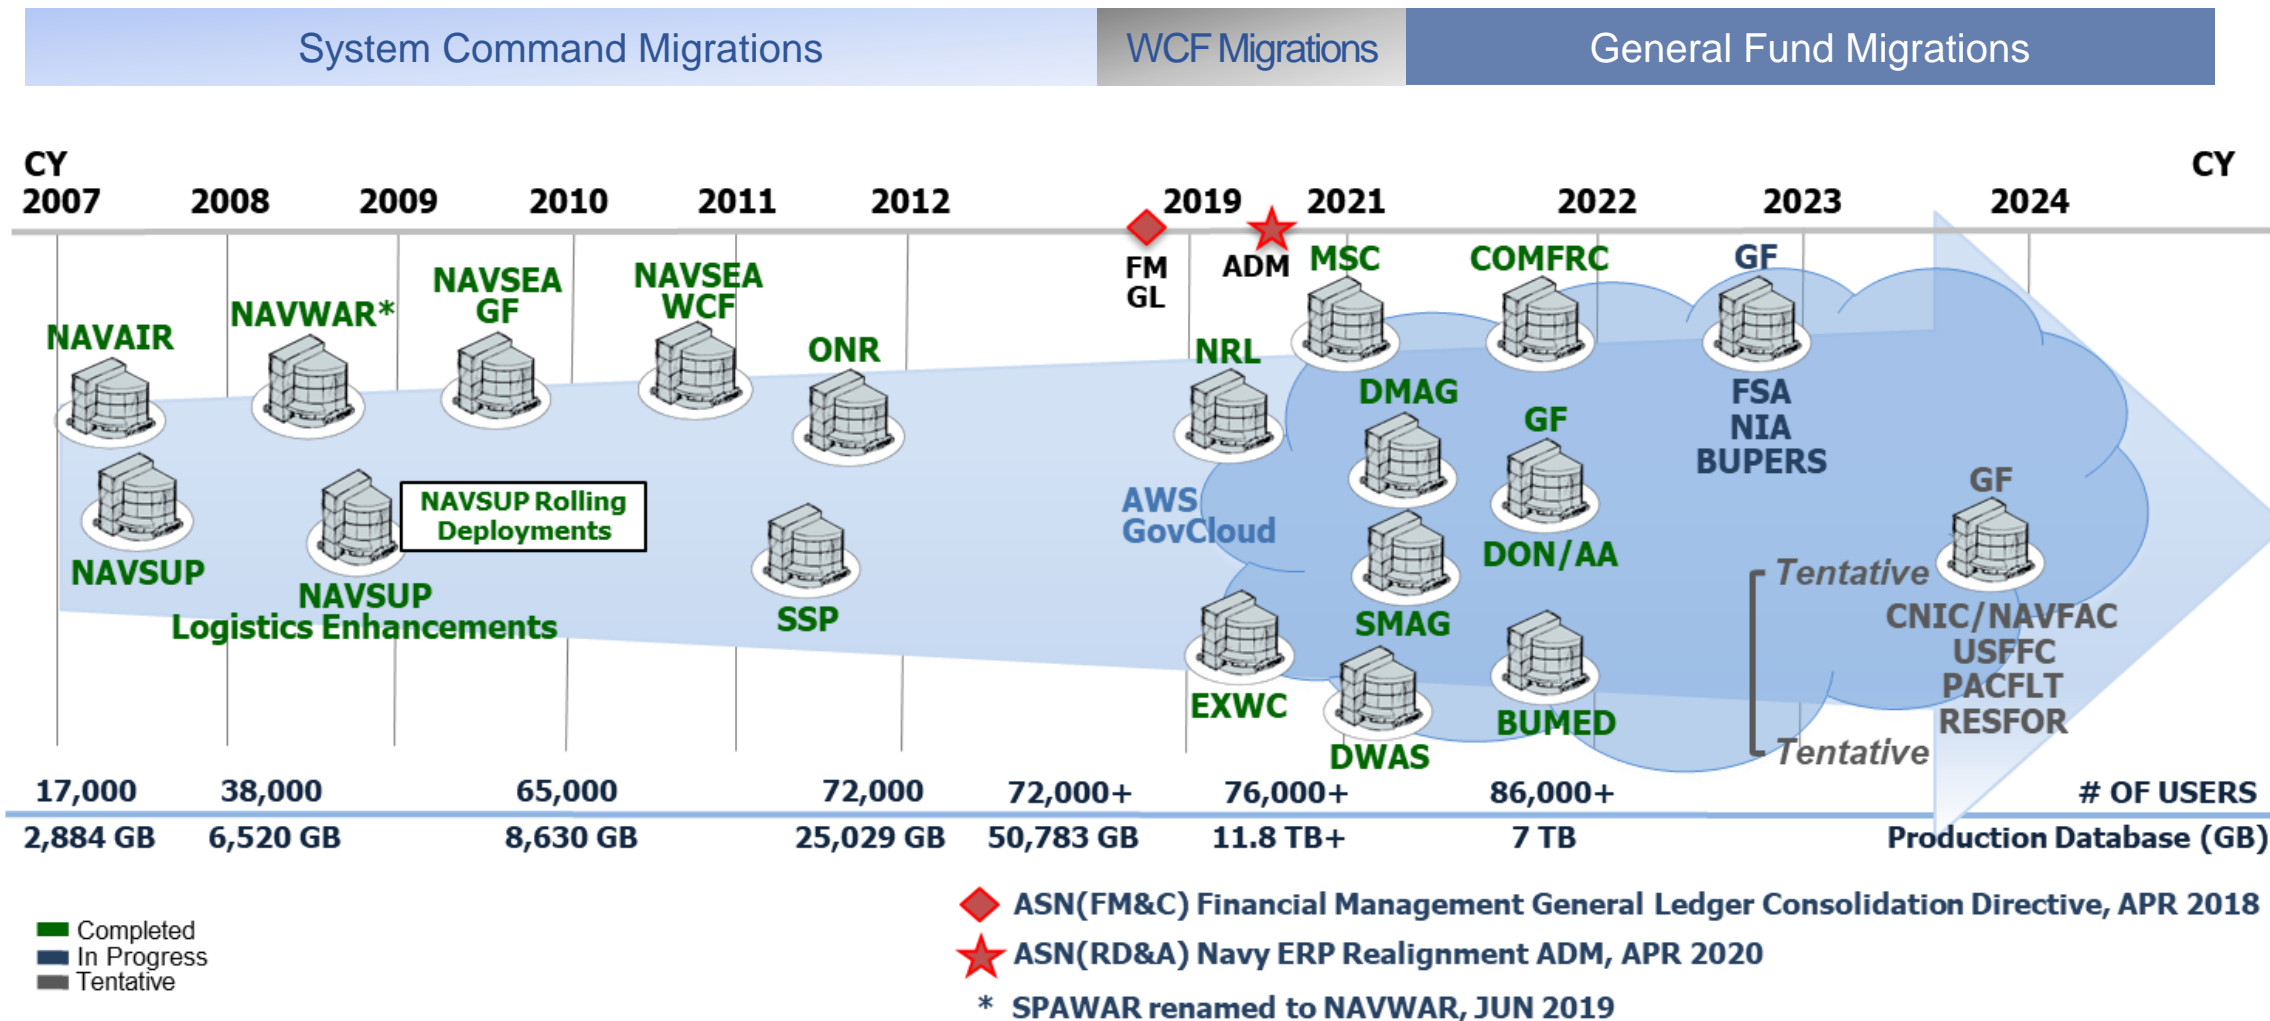 System Command Migrations
WCF Migrations
General Fund Migrations
CY
CY
2007 2008 2009 2010 2011 2012 2019 2021 2022 2023 2024
FM
GL
ADM
NAVAIR
NAVWAR*
NAVSEA
GF
NAVSEA
WCF
ONR
NRL
MSC
COMFRC
GF
FSA
NIA
BUPERS
DMAG
GF
DON/AA
NAVSUP
NAVSUP
Logistics Enhancements
NAVSUP Rolling
Deployments
SSP
AWS
GovCloud
SMAG
EXWC
DWAS
BUMED
GF
Tentative
CNIC/NAVFAC
USFFC
PACFLT
RESFOR
Tentative
17,000 38,000 65,000 72,000 72,000+ 76,000+ 86,000+ # OF USERS
2,884 GB 6,520 GB 8,630 GB 25,029 GB 50,783 GB 11.8 TB+ 7 TB Production Database (GB)
Completed
In Progress
Tentative
ASN(FM&C) Financial Management General Ledger Consolidation Directive, APR 2018
ASN(RD&A) Navy ERP Realignment ADM, APR 2020
* SPAWAR renamed to NAVWAR, JUN 2019